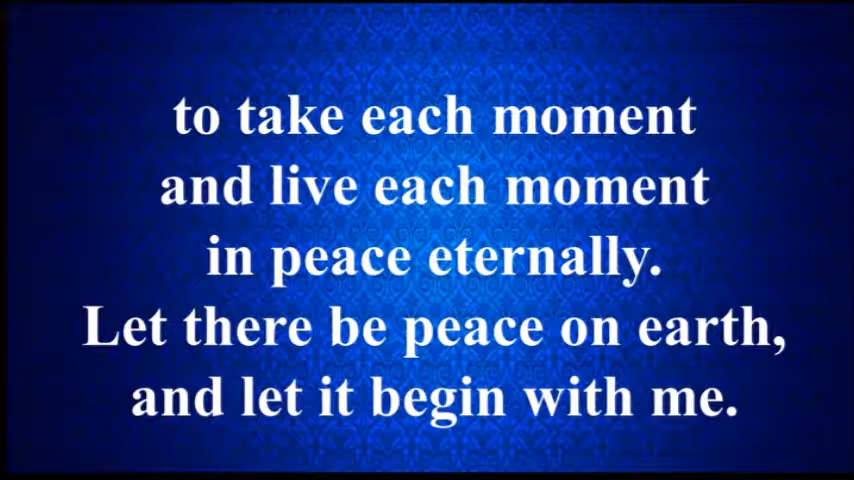 to take each moment
and live each moment
in peace eternally.
Let there be peace on earth,
and let it begin with me.